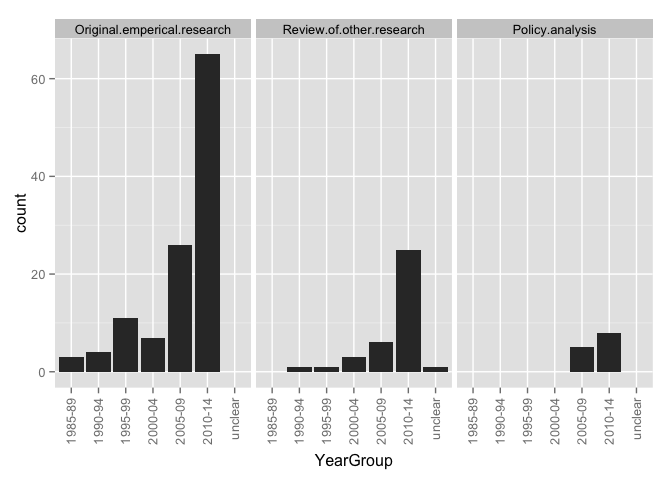 Original.emperical.research Review.of.other.research Policy.analysis
60
40
20
0
count
1985-89 1990-94 1995-99 2000-04 2005-09 2010-14 unclear 1985-89 1990-94 1995-99 2000-04 2005-09 2010-14 unclear 1985-89 1990-94 1995-99 2000-04 2005-09 2010-14 unclear
YearGroup